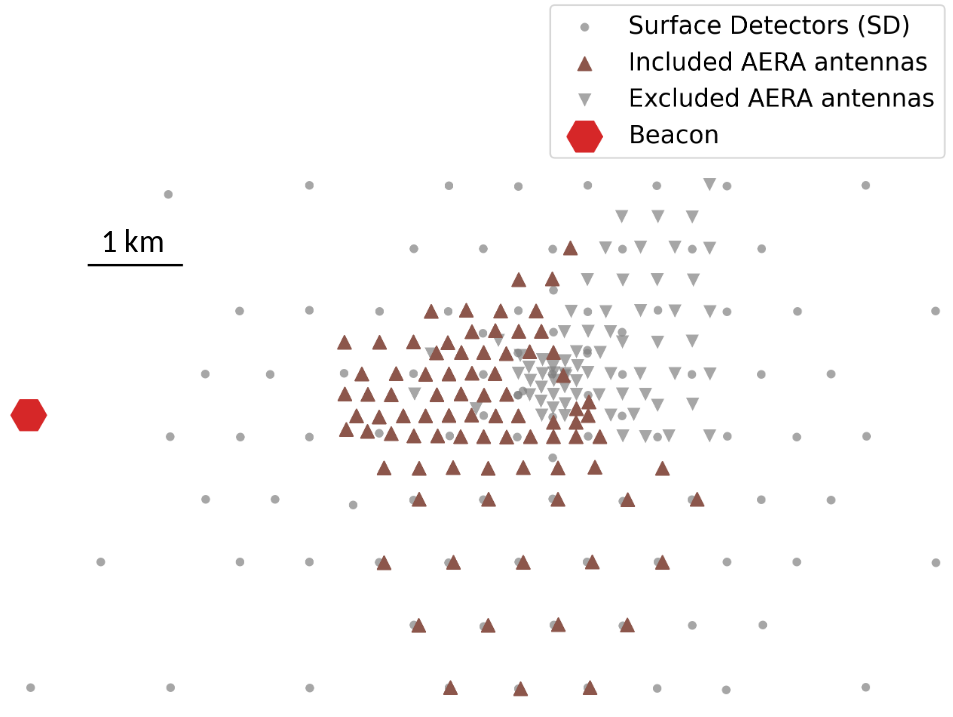 Surface Detectors (SD)
Included AERA antennas
Excluded AERA antennas
Beacon
1 km